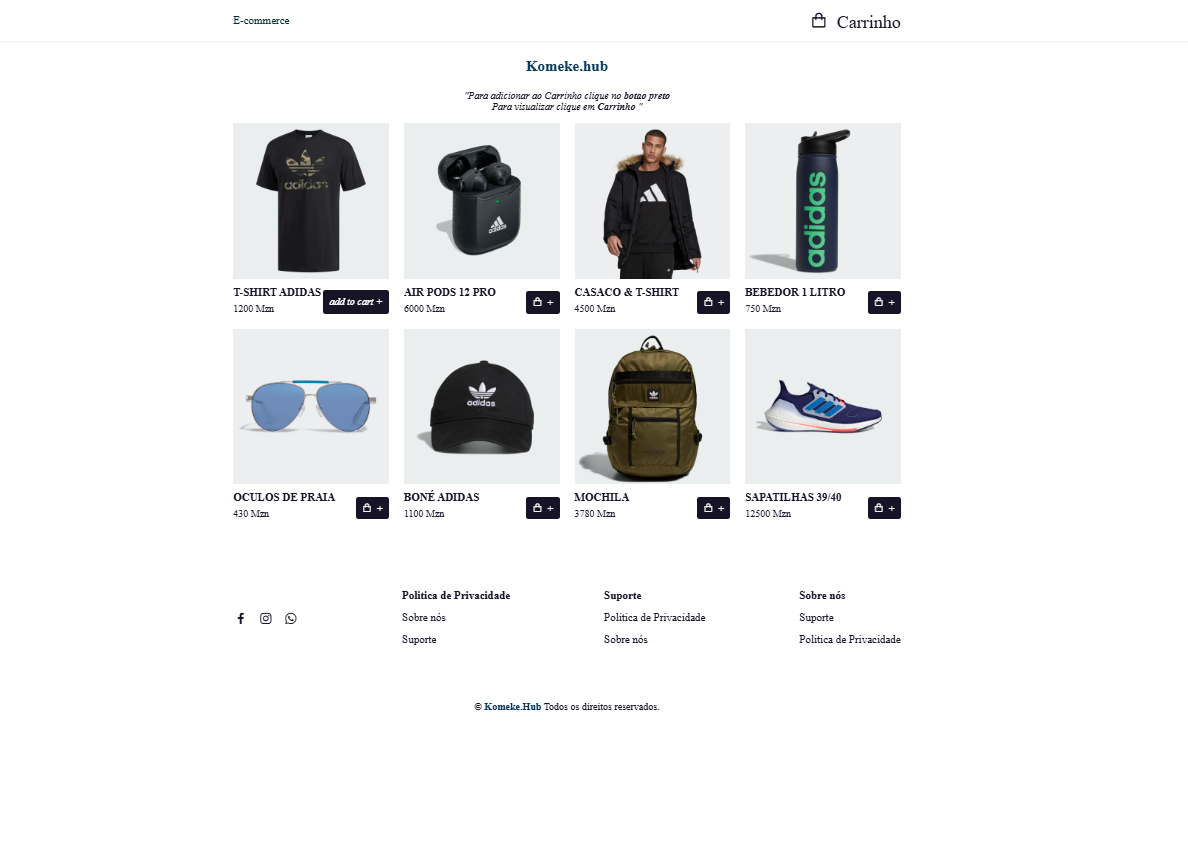 E-commerce
Carrinho
Komeke.hub
"Para adicionar ao Carrinho clique no botao preto
Para visualizar clique em Carrinho "
adidas
adidas
adidas
T-SHIRT ADIDAS
add to cart +
1200 Mzn
AIR PODS 12 PRO
+
6000 Mzn
CASACO & T-SHIRT
+
4500 Mzn
BEBEDOR 1 LITRO
+
750 Mzn
adidas
OCULOS DE PRAIA
+
430 Mzn
BONÉ ADIDAS
+
1100 Mzn
MOCHILA
+
3780 Mzn
SAPATILHAS 39/40
+
12500 Mzn
Politica de Privacidade
Sobre nós
Suporte
Suporte
Politica de Privacidade
Sobre nós
Sobre nós
Suporte
Politica de Privacidade
© Komeke.Hub Todos os direitos reservados.